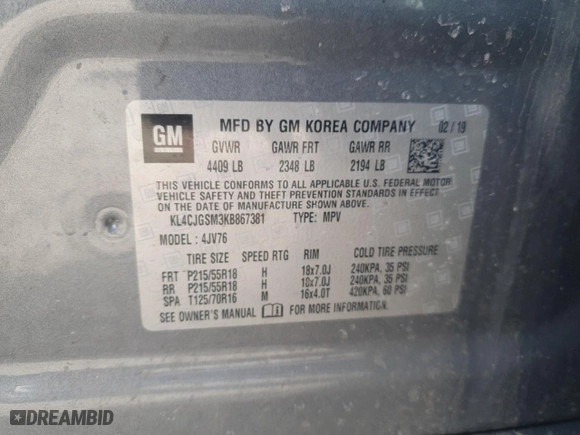 GM
MFD BY GM KOREA COMPANY 02/19
GVWR GAWR FRT GAWR RR
4409 LB 2348 LB 2194 LB
THIS VEHICLE CONFORMS TO ALL APPLICABLE U.S. FEDERAL MOTOR
VEHICLE SAFETY AND THEFT PREVENTION STANDARDS IN EFFECT ON
THE DATE OF MANUFACTURE SHOWN ABOVE.
KL4CJGSM3KB867381 TYPE: MPV
MODEL: 4JV76
TIRE SIZE SPEED RTG RIM COLD TIRE PRESSURE
FRT P215/55R18 H 18x7.0J 240KPA, 35 PSI
RR P215/55R18 H 18x7.0J 240KPA, 35 PSI
SPA T125/70R16 M 16x4.0T 420KPA, 60 PSI
SEE OWNER'S MANUAL FOR MORE INFORMATION
DREAMBID